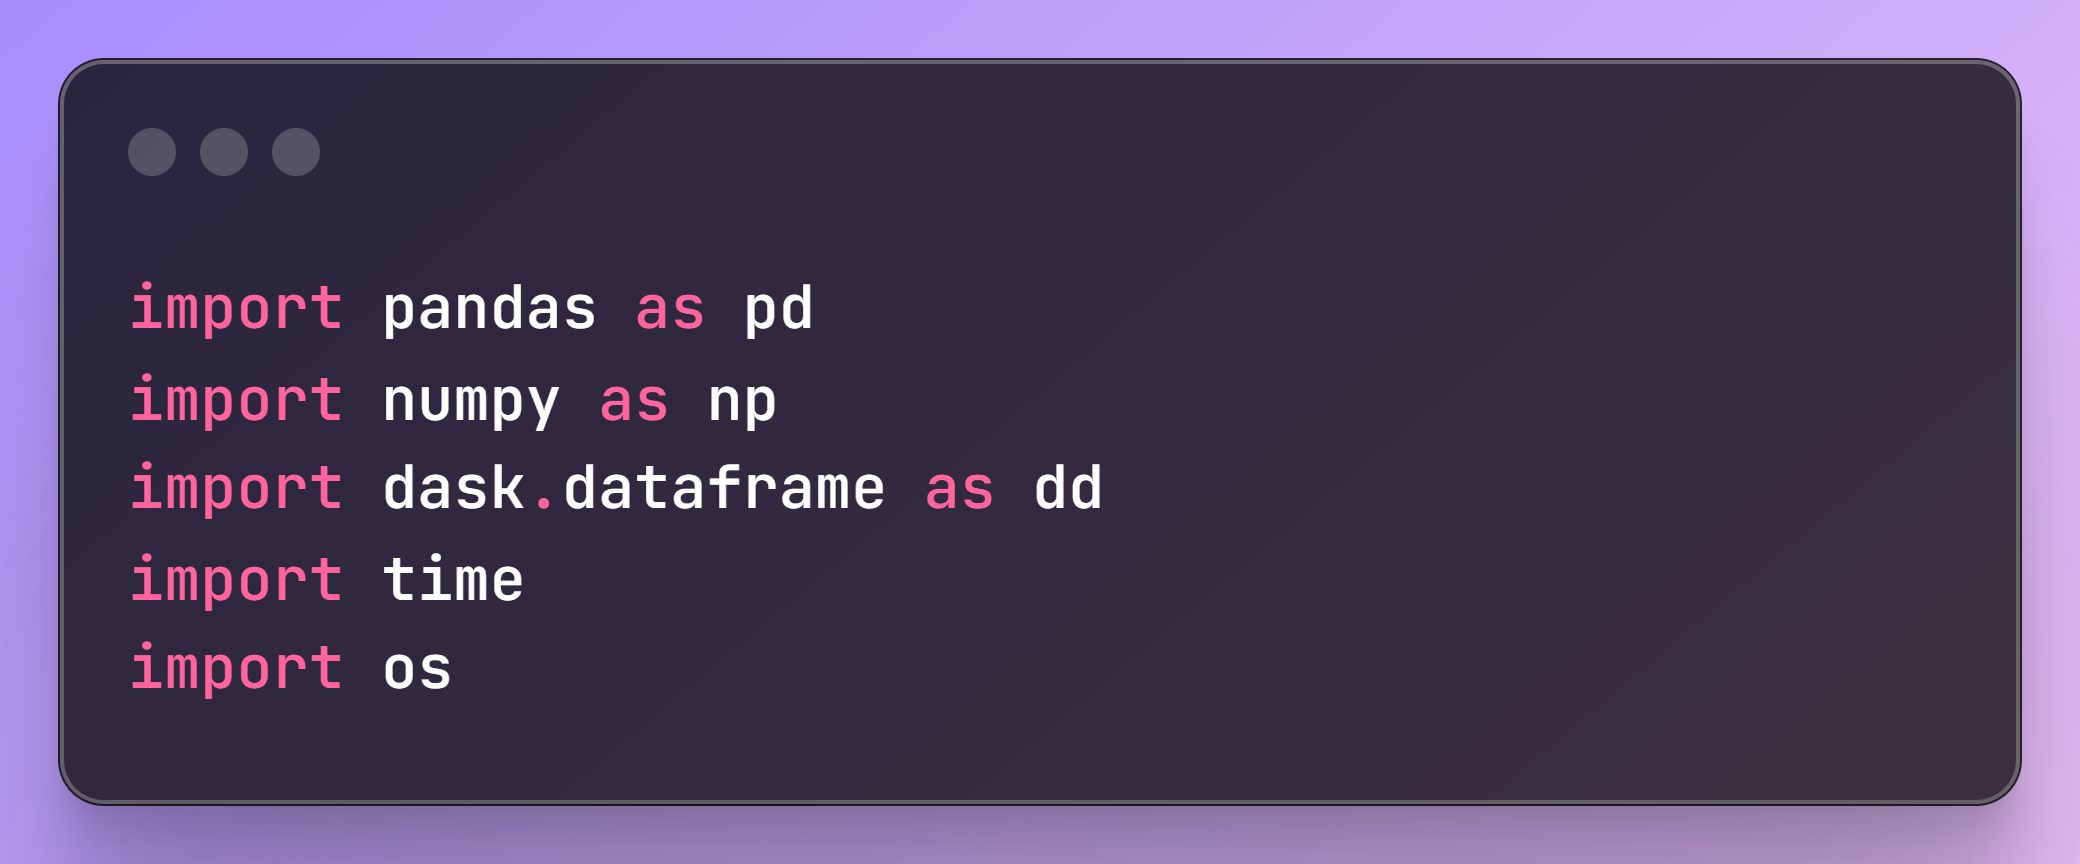 import pandas as pd
import numpy as np
import dask.dataframe as dd
import time
import os